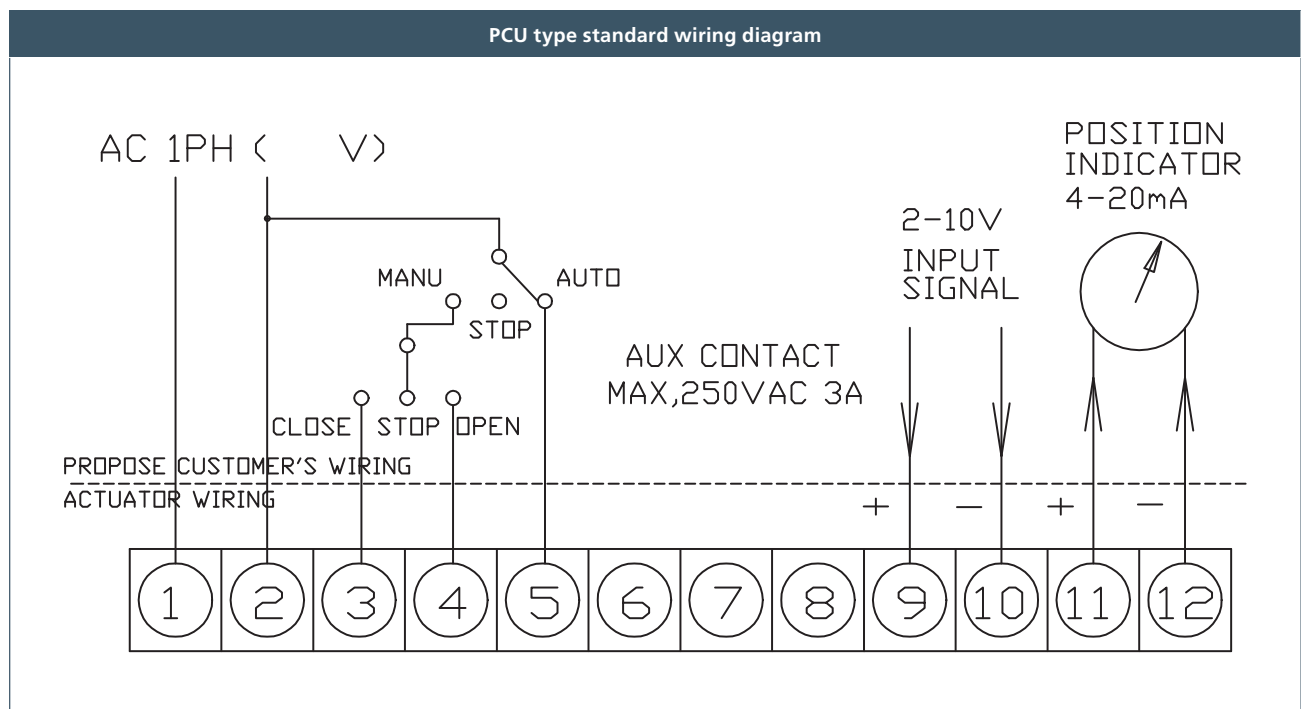 PCU type standard wiring diagram
AC 1PH (     V)
POSITION
INDICATOR
4-20mA
2-10V
INPUT
SIGNAL
MANU
AUTO
STOP
AUX CONTACT
MAX,250VAC 3A
CLOSE STOP OPEN
PROPOSE CUSTOMER'S WIRING
ACTUATOR WIRING
+ − + −
1 2 3 4 5 6 7 8 9 10 11 12